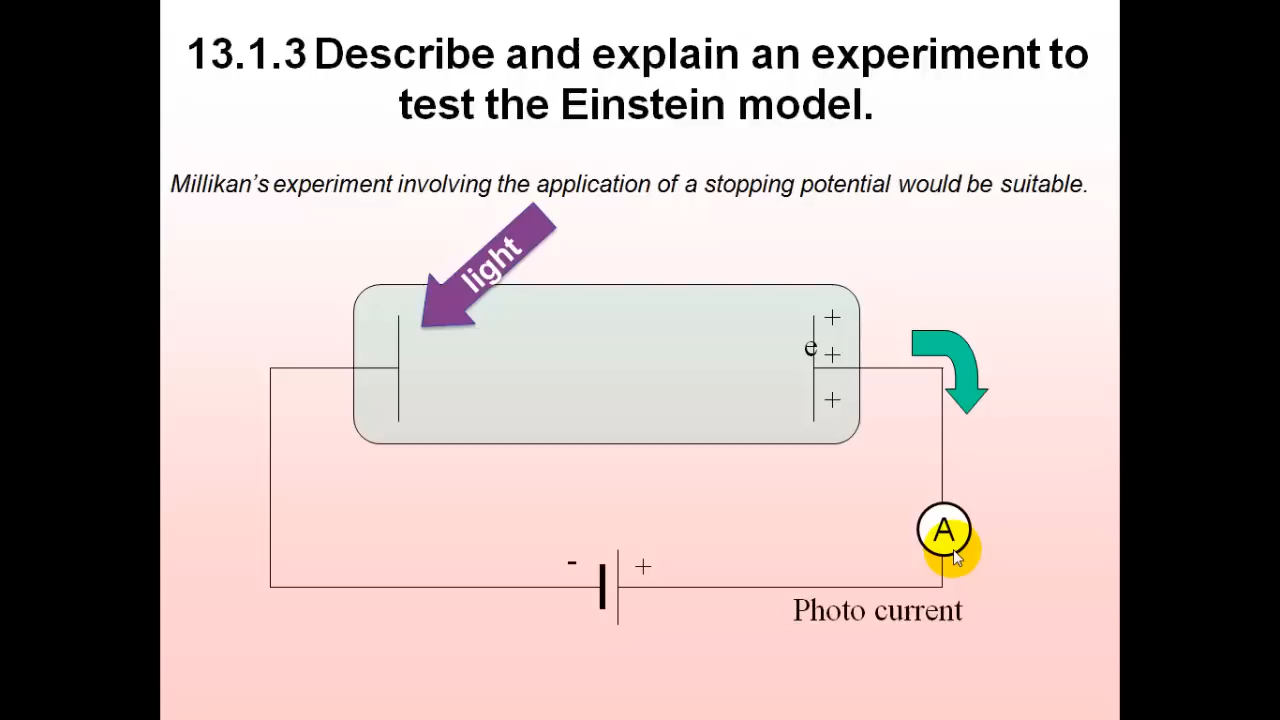 13.1.3 Describe and explain an experiment to
test the Einstein model.
Millikan's experiment involving the application of a stopping potential would be suitable.
light
+
e +
+
A
- +
Photo current